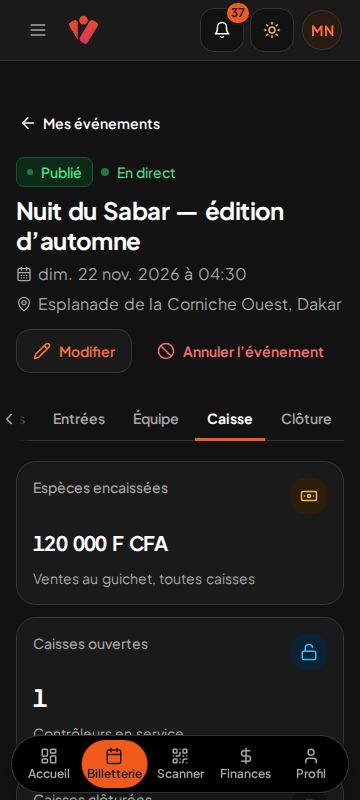 37
MN
Mes événements
Publié
En direct
Nuit du Sabar — édition
d’automne
dim. 22 nov. 2026 à 04:30
Esplanade de la Corniche Ouest, Dakar
Modifier
Annuler l’événement
s
Entrées
Équipe
Caisse
Clôture
Espèces encaissées
120 000 F CFA
Ventes au guichet, toutes caisses
Caisses ouvertes
1
Contrôleurs en service
Accueil
Billetterie
Scanner
Finances
Profil
Caisses clôturées